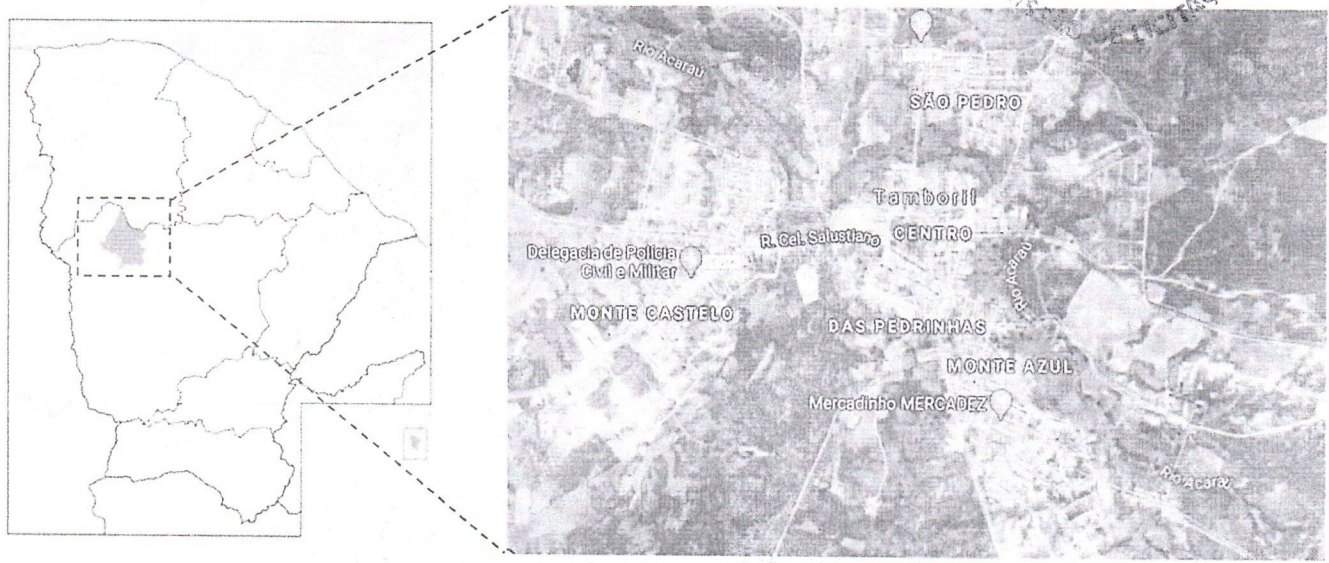 Rio Acaraú
SÃO PEDRO
Tamboril
CENTRO
R. Cel. Salustiano
Delegacia de Polícia
Civil e Militar
Rio Acaraú
MONTE CASTELO
DAS PEDRINHAS
MONTE AZUL
Mercadinho MERCADEZ
Rio Acaraú